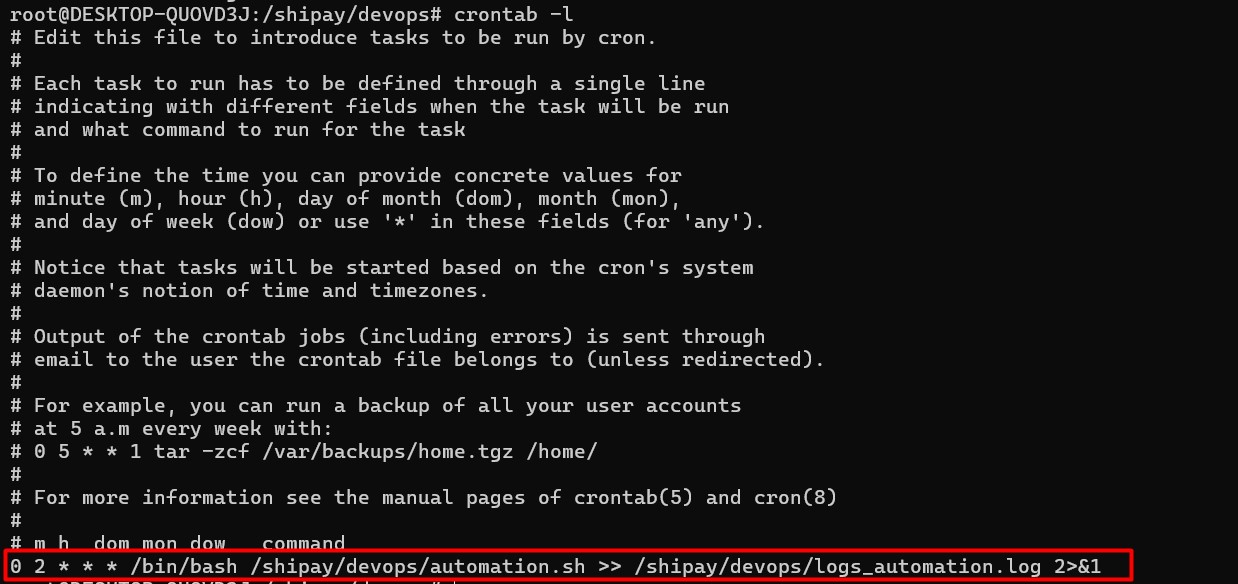 root@DESKTOP-QUOVD3J:/shipay/devops# crontab -l
# Edit this file to introduce tasks to be run by cron.
#
# Each task to run has to be defined through a single line
# indicating with different fields when the task will be run
# and what command to run for the task
#
# To define the time you can provide concrete values for
# minute (m), hour (h), day of month (dom), month (mon),
# and day of week (dow) or use '*' in these fields (for 'any').
#
# Notice that tasks will be started based on the cron's system
# daemon's notion of time and timezones.
#
# Output of the crontab jobs (including errors) is sent through
# email to the user the crontab file belongs to (unless redirected).
#
# For example, you can run a backup of all your user accounts
# at 5 a.m every week with:
# 0 5 * * 1 tar -zcf /var/backups/home.tgz /home/
#
# For more information see the manual pages of crontab(5) and cron(8)
#
# m h  dom mon dow   command
0 2 * * * /bin/bash /shipay/devops/automation.sh >> /shipay/devops/logs_automation.log 2>&1